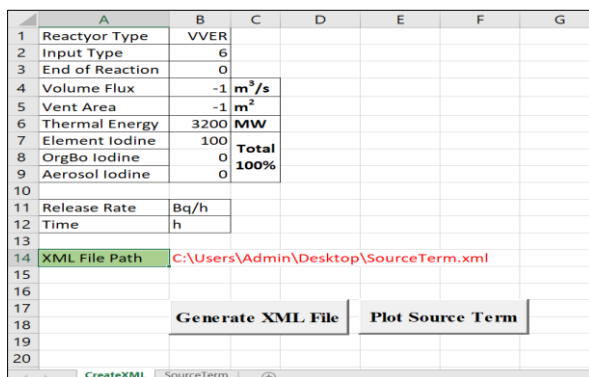 A B C D E F G
1 Reactyor Type VVER
2 Input Type 6
3 End of Reaction 0
4 Volume Flux -1 m³/s
5 Vent Area -1 m²
6 Thermal Energy 3200 MW
7 Element Iodine 100
Total
8 OrgBo Iodine 0
100%
9 Aerosol Iodine 0
10
11 Release Rate Bq/h
12 Time h
13
14 XML File Path C:\Users\Admin\Desktop\SourceTerm.xml
15
16
17
Generate XML File Plot Source Term
18
19
20
CreateXML SourceTerm